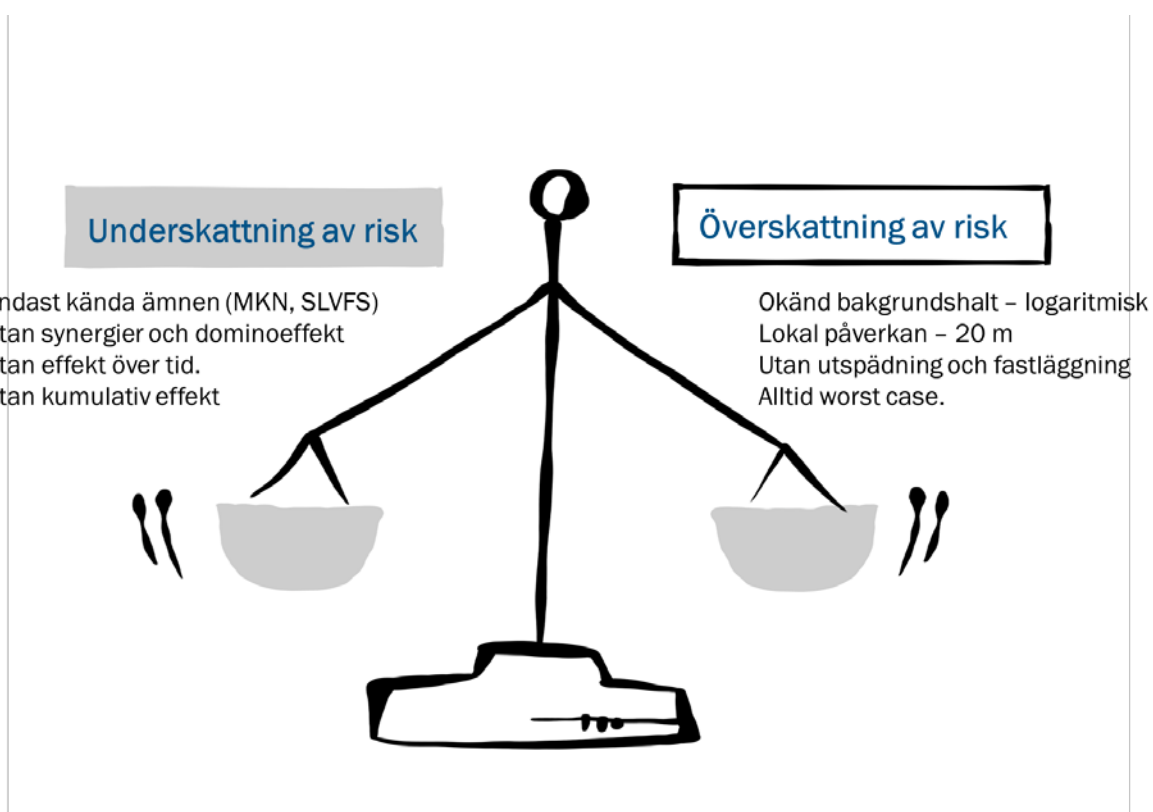 Underskattning av risk
ndast kända ämnen (MKN, SLVFS)
tan synergier och dominoeffekt
tan effekt över tid.
tan kumulativ effekt
Överskattning av risk
Okänd bakgrundshalt – logaritmisk
Lokal påverkan – 20 m
Utan utspädning och fastläggning
Alltid worst case.